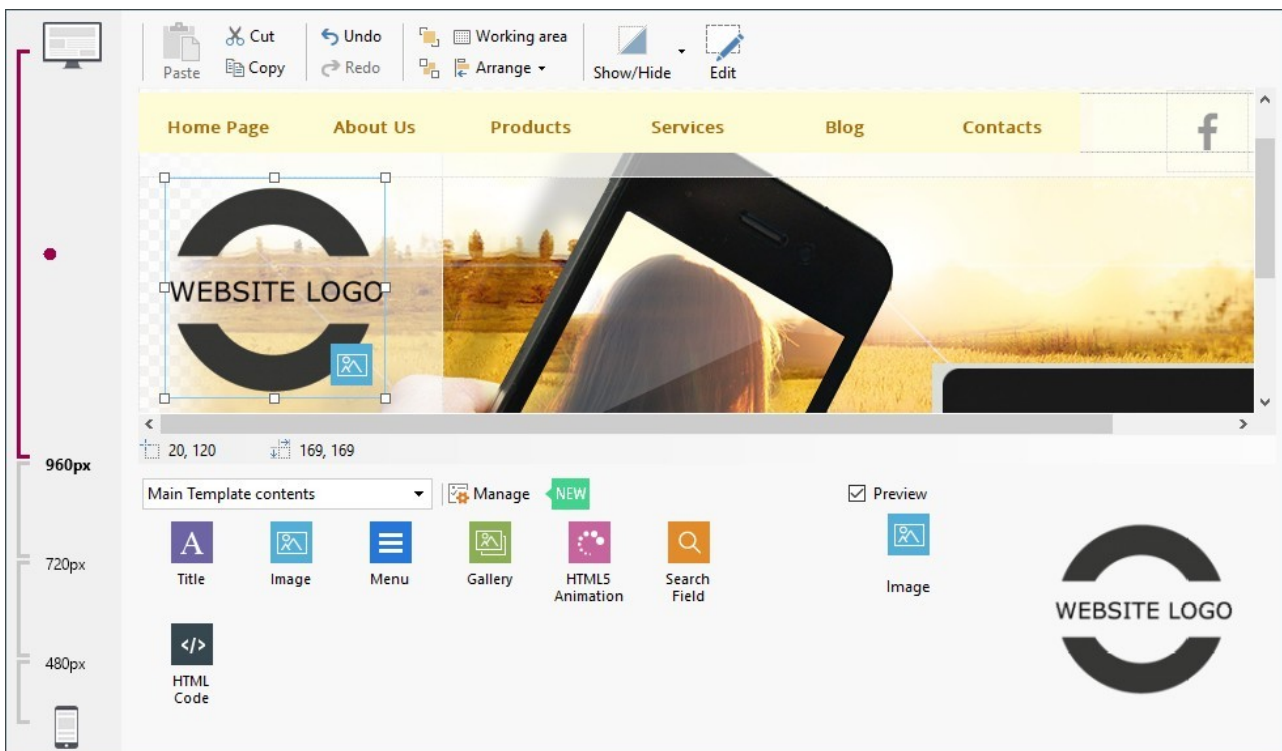 Cut
Undo
Working area
Paste
Copy
Redo
Arrange
Show/Hide
Edit
Home Page About Us Products Services Blog Contacts
f
WEBSITE LOGO
20, 120 169, 169
960px
720px
480px
Main Template contents
Manage
NEW
Preview
A
Title
Image
Menu
Gallery
HTML5
Animation
Search
Field
</>
HTML
Code
Image
WEBSITE LOGO